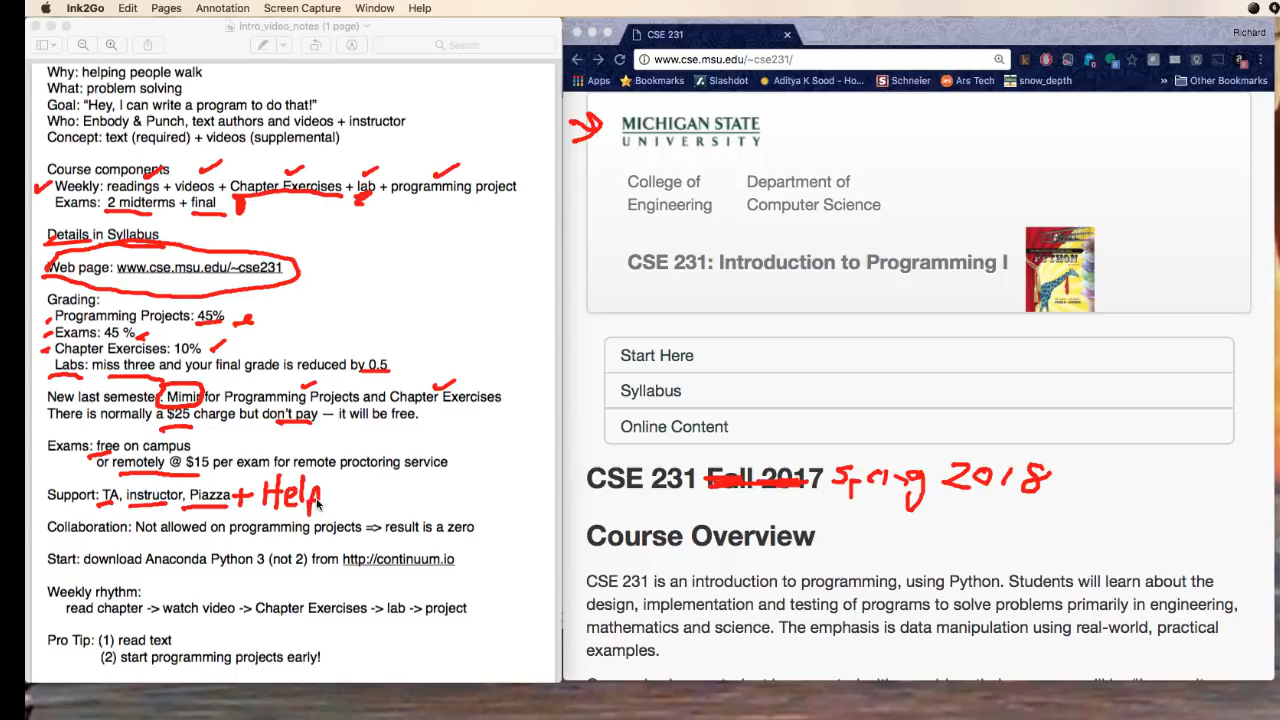 Ink2Go Edit Pages Annotation Screen Capture Window Help
intro_video_notes (1 page)
Search
Why: helping people walk
What: problem solving
Goal: “Hey, I can write a program to do that!”
Who: Enbody & Punch, text authors and videos + instructor
Concept: text (required) + videos (supplemental)
Course components
Weekly: readings + videos + Chapter Exercises + lab + programming project
Exams: 2 midterms + final
Details in Syllabus
Web page: www.cse.msu.edu/~cse231
Grading:
Programming Projects: 45%
Exams: 45 %
Chapter Exercises: 10%
Labs: miss three and your final grade is reduced by 0.5
New last semester: Mimir for Programming Projects and Chapter Exercises
There is normally a $25 charge but don’t pay — it will be free.
Exams: free on campus
or remotely @ $15 per exam for remote proctoring service
Support: TA, instructor, Piazza + Help
Collaboration: Not allowed on programming projects => result is a zero
Start: download Anaconda Python 3 (not 2) from http://continuum.io
Weekly rhythm:
read chapter -> watch video -> Chapter Exercises -> lab -> project
Pro Tip: (1) read text
(2) start programming projects early!
Richard
CSE 231
www.cse.msu.edu/~cse231/
Apps Bookmarks Slashdot Aditya K Sood - Ho... Schneier Ars Tech snow_depth » Other Bookmarks
MICHIGAN STATE
UNIVERSITY
College of Engineering
Department of Computer Science
CSE 231: Introduction to Programming I
PYTHON
Start Here
Syllabus
Online Content
CSE 231 Fall 2017 Spring 2018
Course Overview
CSE 231 is an introduction to programming, using Python. Students will learn about the
design, implementation and testing of programs to solve problems primarily in engineering,
mathematics and science. The emphasis is data manipulation using real-world, practical
examples.